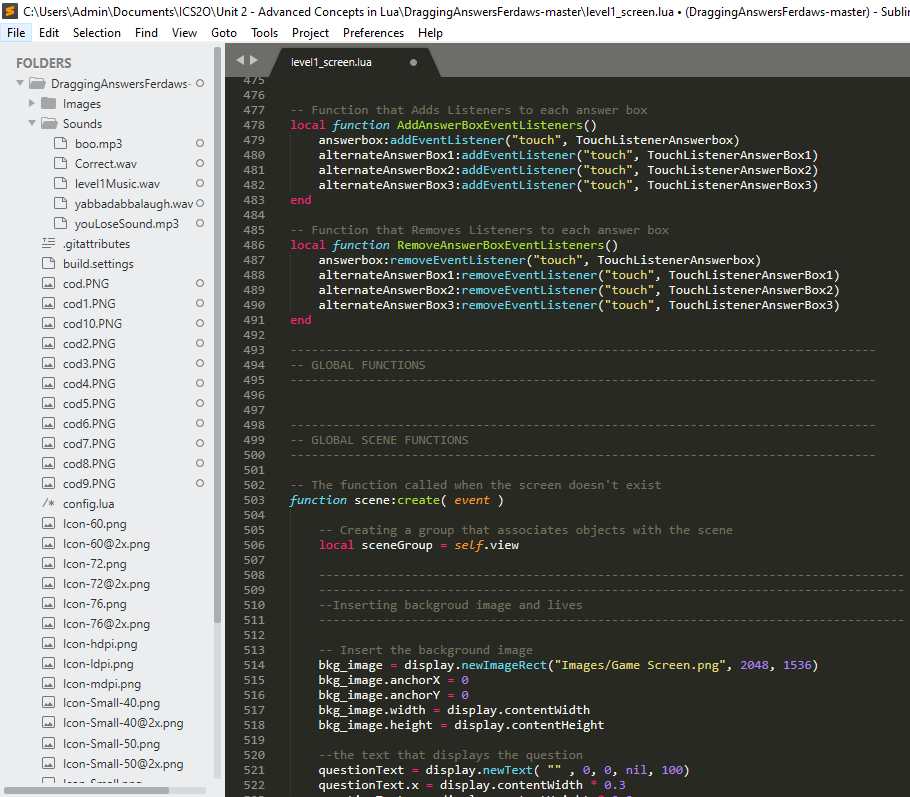 C:\Users\Admin\Documents\ICS2O\Unit 2 - Advanced Concepts in Lua\DraggingAnswersFerdaws-master\level1_screen.lua • (DraggingAnswersFerdaws-master) - Sublin
File Edit Selection Find View Goto Tools Project Preferences Help
FOLDERS
DraggingAnswersFerdaws-
Images
Sounds
boo.mp3
Correct.wav
level1Music.wav
yabbadabbalaugh.wav
youLoseSound.mp3
.gitattributes
build.settings
cod.PNG
cod1.PNG
cod10.PNG
cod2.PNG
cod3.PNG
cod4.PNG
cod5.PNG
cod6.PNG
cod7.PNG
cod8.PNG
cod9.PNG
/* config.lua
Icon-60.png
Icon-60@2x.png
Icon-72.png
Icon-72@2x.png
Icon-76.png
Icon-76@2x.png
Icon-hdpi.png
Icon-ldpi.png
Icon-mdpi.png
Icon-Small-40.png
Icon-Small-40@2x.png
Icon-Small-50.png
Icon-Small-50@2x.png
Icon-Small.png
level1_screen.lua
475
476
477 -- Function that Adds Listeners to each answer box
478 local function AddAnswerBoxEventListeners()
479 answerbox:addEventListener("touch", TouchListenerAnswerbox)
480 alternateAnswerBox1:addEventListener("touch", TouchListenerAnswerBox1)
481 alternateAnswerBox2:addEventListener("touch", TouchListenerAnswerBox2)
482 alternateAnswerBox3:addEventListener("touch", TouchListenerAnswerBox3)
483 end
484
485 -- Function that Removes Listeners to each answer box
486 local function RemoveAnswerBoxEventListeners()
487 answerbox:removeEventListener("touch", TouchListenerAnswerbox)
488 alternateAnswerBox1:removeEventListener("touch", TouchListenerAnswerBox1)
489 alternateAnswerBox2:removeEventListener("touch", TouchListenerAnswerBox2)
490 alternateAnswerBox3:removeEventListener("touch", TouchListenerAnswerBox3)
491 end
492
493 ----------------------------------------------------------------------------------
494 -- GLOBAL FUNCTIONS
495 ----------------------------------------------------------------------------------
496
497
498 ----------------------------------------------------------------------------------
499 -- GLOBAL SCENE FUNCTIONS
500 ----------------------------------------------------------------------------------
501
502 -- The function called when the screen doesn't exist
503 function scene:create( event )
504
505 -- Creating a group that associates objects with the scene
506 local sceneGroup = self.view
507
508 ----------------------------------------------------------------------------------
509 ----------------------------------------------------------------------------------
510 --Inserting backgroud image and lives
511 ----------------------------------------------------------------------------------
512
513 -- Insert the background image
514 bkg_image = display.newImageRect("Images/Game Screen.png", 2048, 1536)
515 bkg_image.anchorX = 0
516 bkg_image.anchorY = 0
517 bkg_image.width = display.contentWidth
518 bkg_image.height = display.contentHeight
519
520 --the text that displays the question
521 questionText = display.newText( "" , 0, 0, nil, 100)
522 questionText.x = display.contentWidth * 0.3